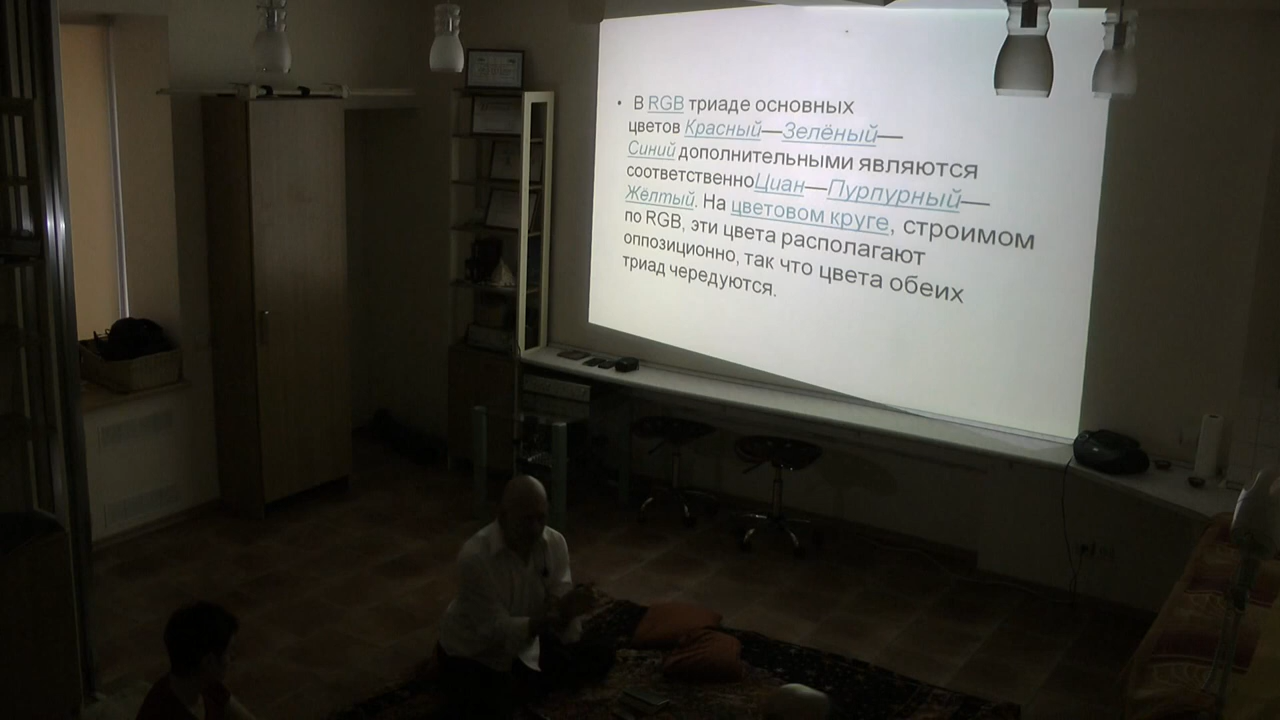 • В RGB триаде основных
цветов Красный—Зелёный—
Синий дополнительными являются
соответственноЦиан—Пурпурный—
Жёлтый. На цветовом круге, строимом
по RGB, эти цвета располагают
оппозиционно, так что цвета обеих
триад чередуются.